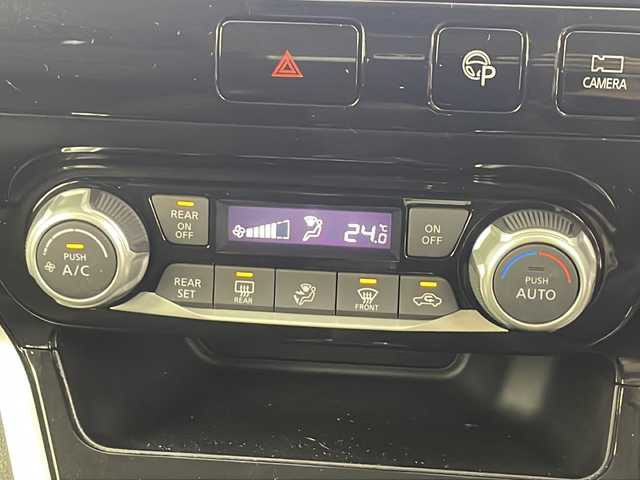 P
CAMERA
REAR
ON
OFF
24.0
°C
ON
OFF
PUSH
A/C
REAR
SET
REAR
FRONT
PUSH
AUTO